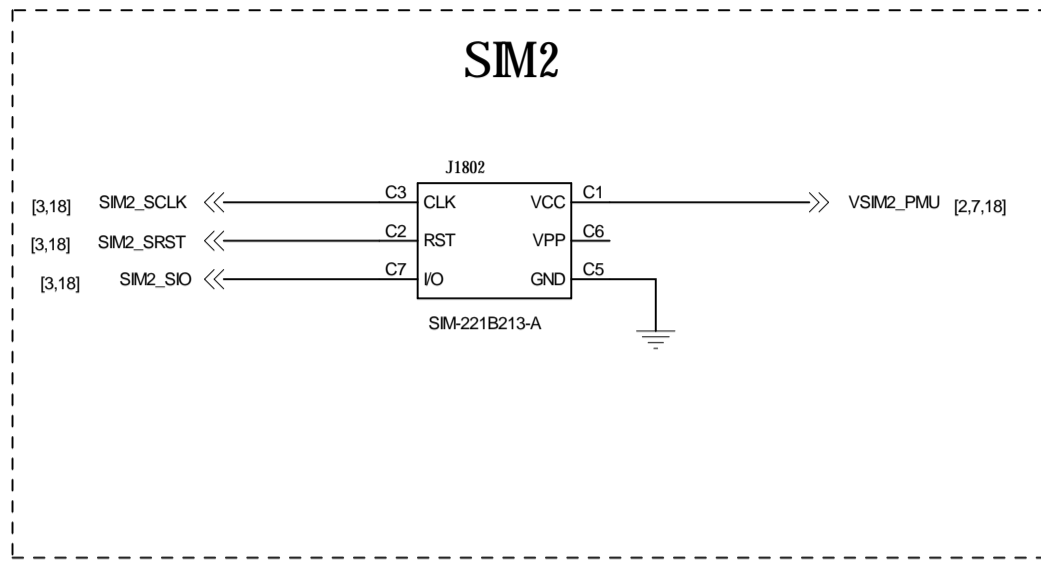 SIM2
J1802
[3,18] SIM2_SCLK C3 CLK VCC C1 VSIM2_PMU [2,7,18]
[3,18] SIM2_SRST C2 RST VPP C6
[3,18] SIM2_SIO C7 I/O GND C5
SIM-221B213-A